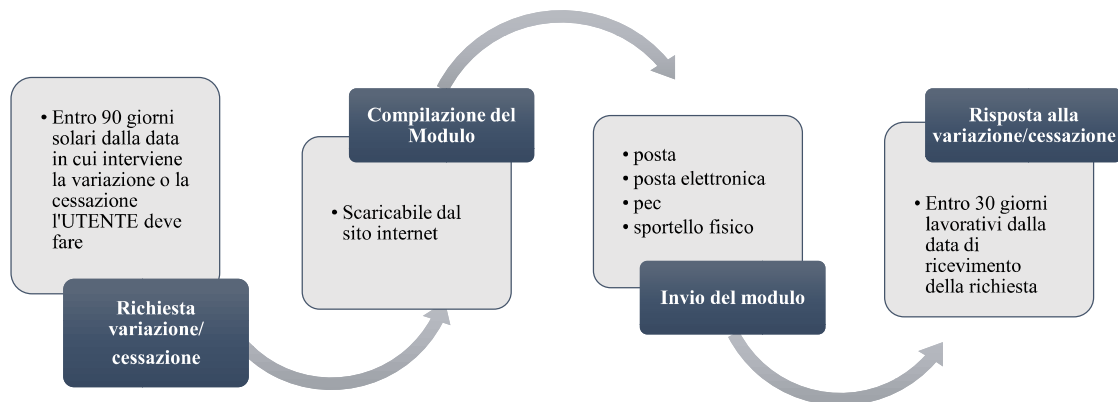 • Entro 90 giorni
solari dalla data
in cui interviene
la variazione o la
cessazione
l'UTENTE deve
fare
Richiesta
variazione/
cessazione
Compilazione del
Modulo
• Scaricabile dal
sito internet
• posta
• posta elettronica
• pec
• sportello fisico
Invio del modulo
Risposta alla
variazione/cessazione
• Entro 30 giorni
lavorativi dalla
data di
ricevimento
della richiesta